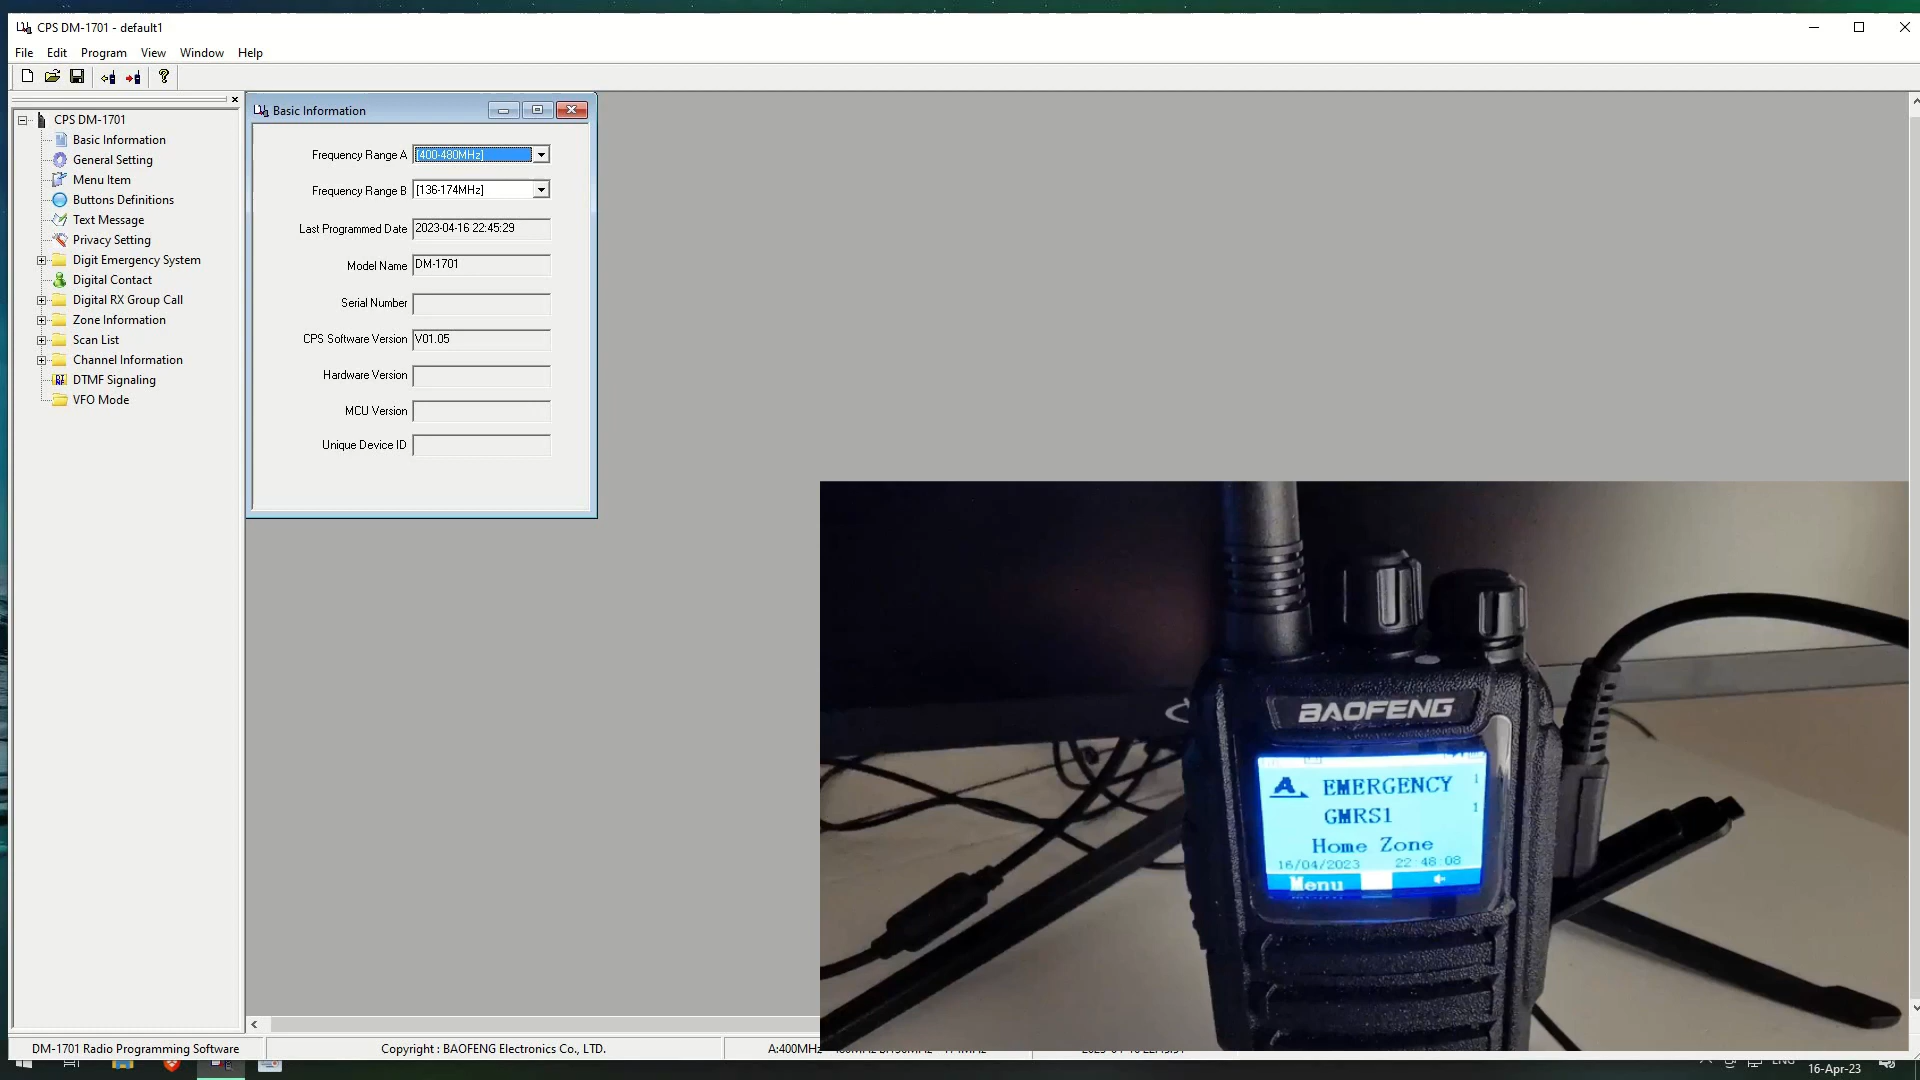 CPS DM-1701 - default1
File Edit Program View Window Help
CPS DM-1701
Basic Information
General Setting
Menu Item
Buttons Definitions
Text Message
Privacy Setting
Digit Emergency System
Digital Contact
Digital RX Group Call
Zone Information
Scan List
Channel Information
DTMF Signaling
VFO Mode
Basic Information
Frequency Range A [400-480MHz]
Frequency Range B [136-174MHz]
Last Programmed Date 2023-04-16 22:45:29
Model Name DM-1701
Serial Number
CPS Software Version V01.05
Hardware Version
MCU Version
Unique Device ID
BAOFENG
A EMERGENCY 1
GMRS1 1
Home Zone
16/04/2023 22:48:08
Menu
DM-1701 Radio Programming Software Copyright : BAOFENG Electronics Co., LTD. A:400MHz
ENG
16-Apr-23